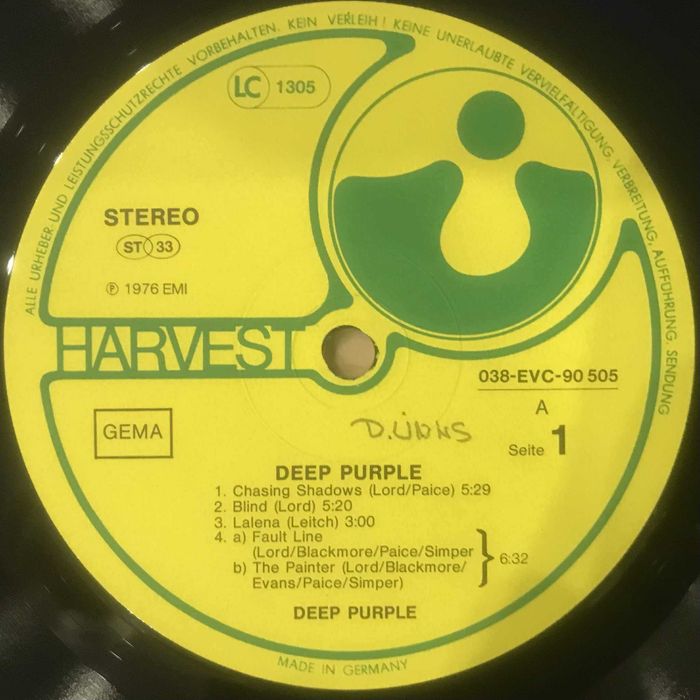 ALLE URHEBER- UND LEISTUNGSSCHUTZRECHTE VORBEHALTEN. KEIN VERLEIH! KEINE UNERLAUBTE VERVIELFÄLTIGUNG, VERBREITUNG, AUFFÜHRUNG, SENDUNG
LC 1305
STEREO
ST 33
℗ 1976 EMI
HARVEST
038-EVC-90 505
A
GEMA
Seite 1
DEEP PURPLE
1. Chasing Shadows (Lord/Paice) 5:29
2. Blind (Lord) 5:20
3. Lalena (Leitch) 3:00
4. a) Fault Line
(Lord/Blackmore/Paice/Simper
b) The Painter (Lord/Blackmore/
Evans/Paice/Simper)
6:32
DEEP PURPLE
MADE IN GERMANY